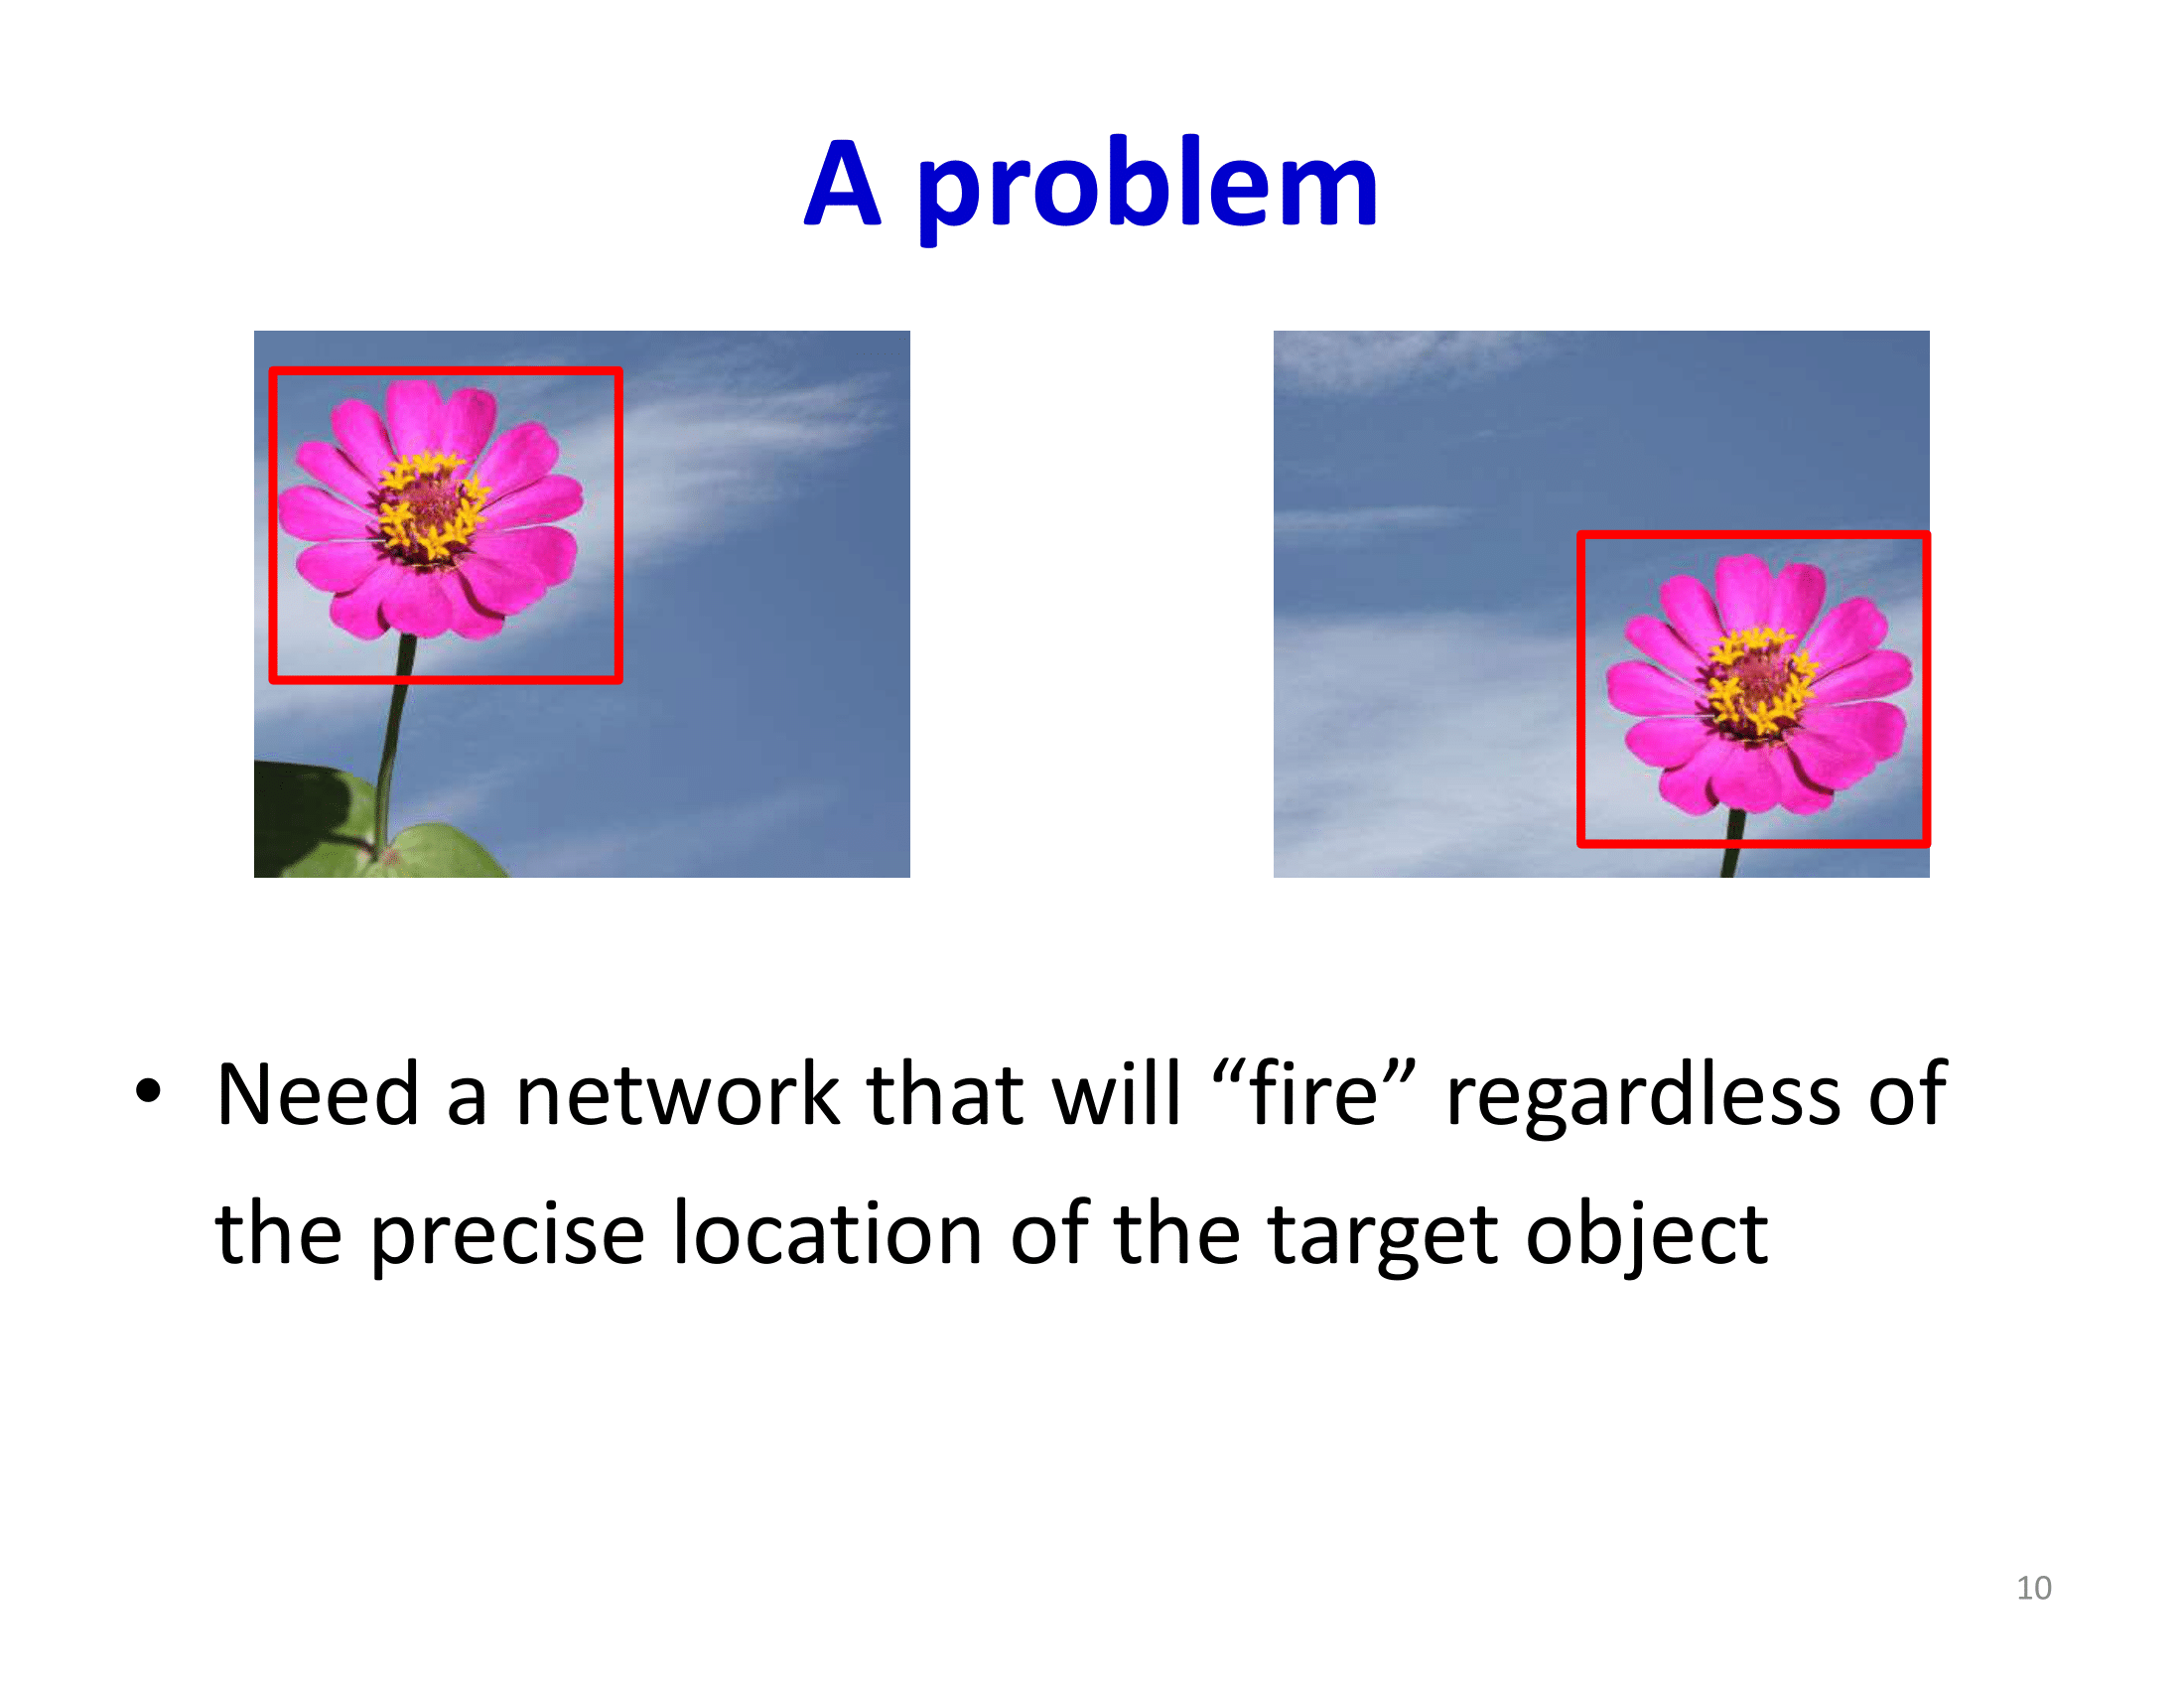 A problem
• Need a network that will “fire” regardless of
the precise location of the target object
10